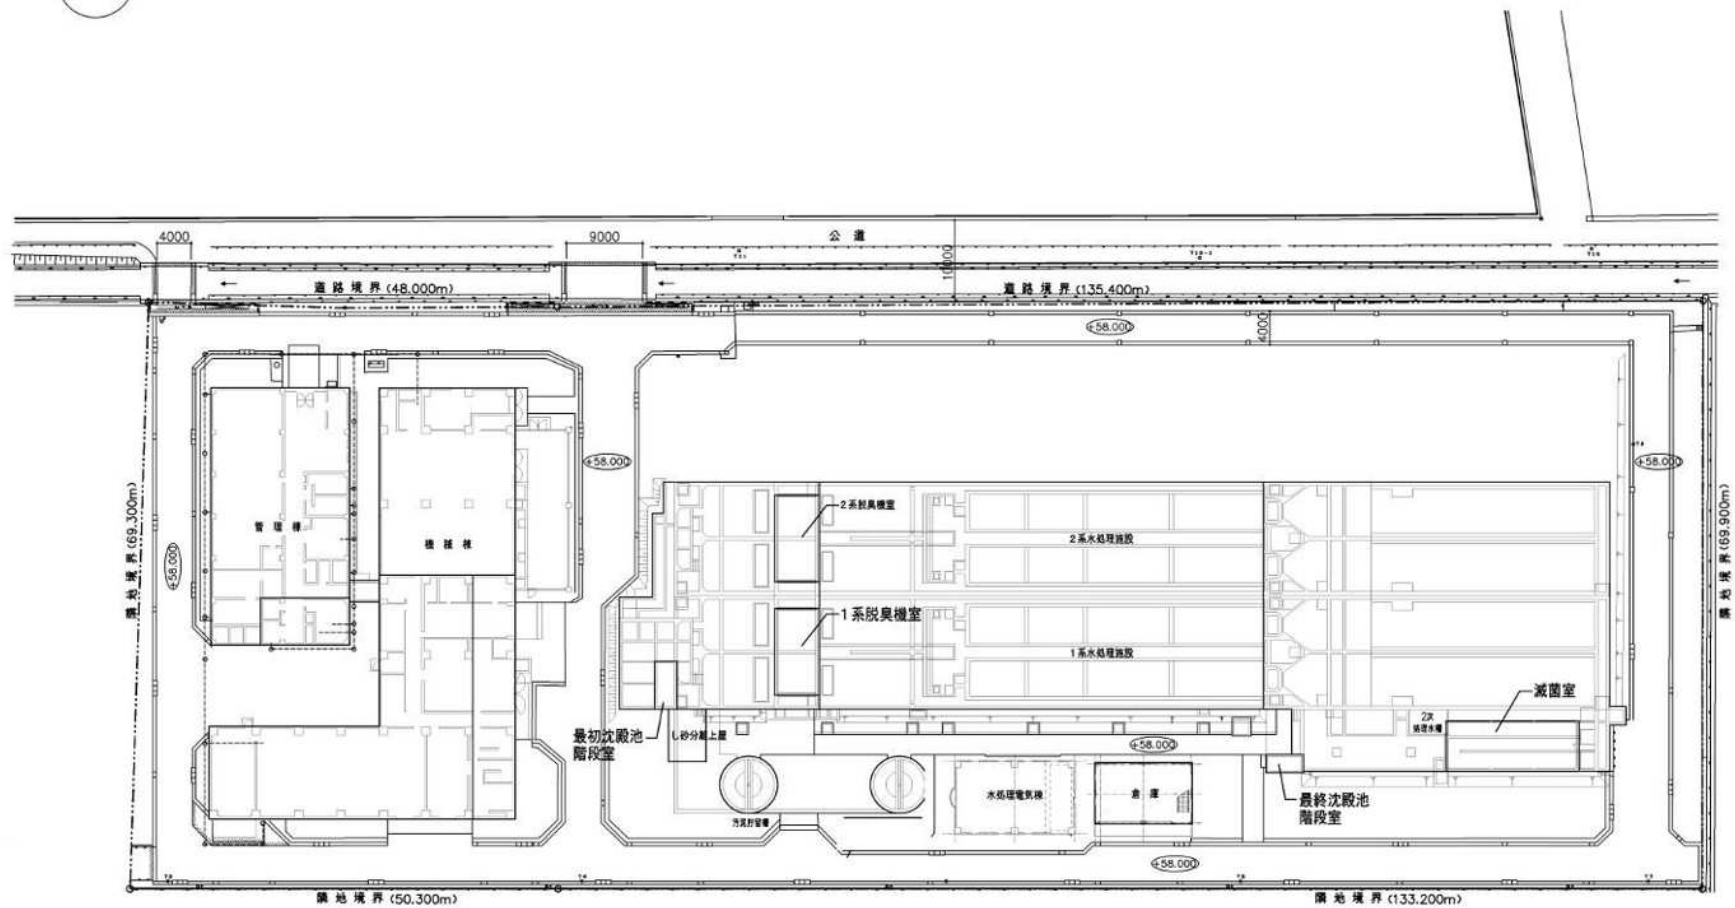 4000
9000
公 道
10000
道 路 境 界 (48.000m)
道 路 境 界 (135.400m)
+58.000
4000
+58.000
+58.000
2系脱臭機室
管 理 棟
機 械 棟
2系水処理施設
隣 地 境 界 (69.300m)
隣 地 境 界 (69.900m)
+58.000
1系脱臭機室
1系水処理施設
滅菌室
2次
処理水槽
最初沈殿池
階段室
し砂分離上屋
+58.000
水処理電気棟
倉 庫
最終沈殿池
階段室
汚泥貯留槽
+58.000
隣 地 境 界 (50.300m)
隣 地 境 界 (133.200m)